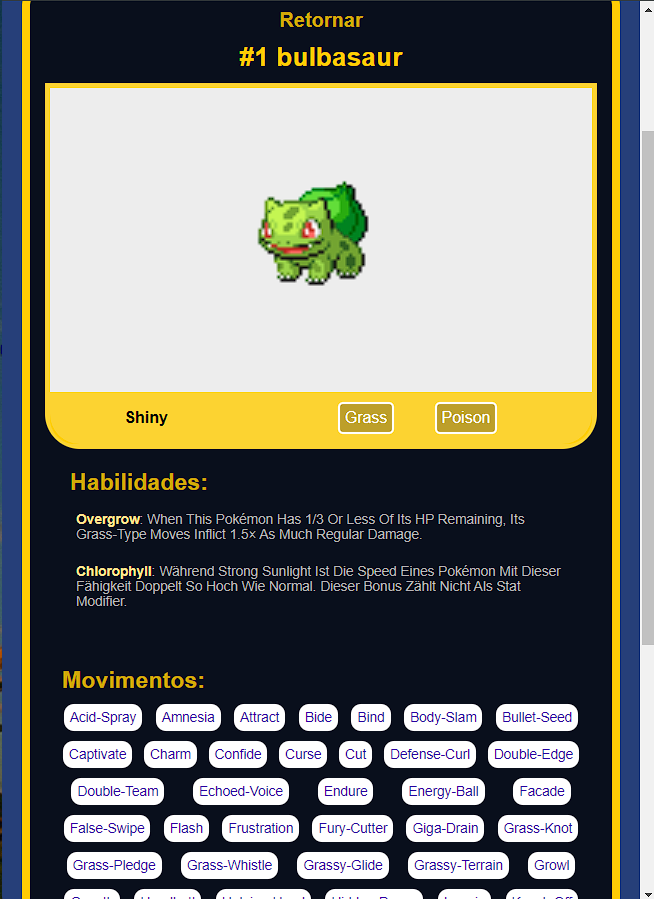 Retornar
#1 bulbasaur
Shiny Grass Poison
Habilidades:
Overgrow: When This Pokémon Has 1/3 Or Less Of Its HP Remaining, Its
Grass-Type Moves Inflict 1.5× As Much Regular Damage.
Chlorophyll: Während Strong Sunlight Ist Die Speed Eines Pokémon Mit Dieser
Fähigkeit Doppelt So Hoch Wie Normal. Dieser Bonus Zählt Nicht Als Stat
Modifier.
Movimentos:
Acid-Spray Amnesia Attract Bide Bind Body-Slam Bullet-Seed
Captivate Charm Confide Curse Cut Defense-Curl Double-Edge
Double-Team Echoed-Voice Endure Energy-Ball Facade
False-Swipe Flash Frustration Fury-Cutter Giga-Drain Grass-Knot
Grass-Pledge Grass-Whistle Grassy-Glide Grassy-Terrain Growl